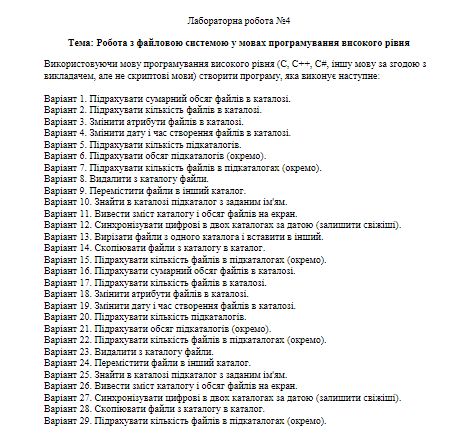 Лабораторна робота №4
Тема: Робота з файловою системою у мовах програмування високого рівня
Використовуючи мову програмування високого рівня (С, С++, С#, іншу мову за згодою з
викладачем, але не скриптові мови) створити програму, яка виконує наступне:
Варіант 1. Підрахувати сумарний обсяг файлів в каталозі.
Варіант 2. Підрахувати кількість файлів в каталозі.
Варіант 3. Змінити атрибути файлів в каталозі.
Варіант 4. Змінити дату і час створення файлів в каталозі.
Варіант 5. Підрахувати кількість підкаталогів.
Варіант 6. Підрахувати обсяг підкаталогів (окремо).
Варіант 7. Підрахувати кількість файлів в підкаталогах (окремо).
Варіант 8. Видалити з каталогу файли.
Варіант 9. Перемістити файли в інший каталог.
Варіант 10. Знайти в каталозі підкаталог з заданим ім'ям.
Варіант 11. Вивести зміст каталогу і обсяг файлів на екран.
Варіант 12. Синхронізувати цифрові в двох каталогах за датою (залишити свіжіші).
Варіант 13. Вирізати файли з одного каталога і вставити в інший.
Варіант 14. Скопіювати файли з каталогу в каталог.
Варіант 15. Підрахувати кількість файлів в підкаталогах (окремо).
Варіант 16. Підрахувати сумарний обсяг файлів в каталозі.
Варіант 17. Підрахувати кількість файлів в каталозі.
Варіант 18. Змінити атрибути файлів в каталозі.
Варіант 19. Змінити дату і час створення файлів в каталозі.
Варіант 20. Підрахувати кількість підкаталогів.
Варіант 21. Підрахувати обсяг підкаталогів (окремо).
Варіант 22. Підрахувати кількість файлів в підкаталогах (окремо).
Варіант 23. Видалити з каталогу файли.
Варіант 24. Перемістити файли в інший каталог.
Варіант 25. Знайти в каталозі підкаталог з заданим ім'ям.
Варіант 26. Вивести зміст каталогу і обсяг файлів на екран.
Варіант 27. Синхронізувати цифрові в двох каталогах за датою (залишити свіжіші).
Варіант 28. Скопіювати файли з каталогу в каталог.
Варіант 29. Підрахувати кількість файлів в підкаталогах (окремо).